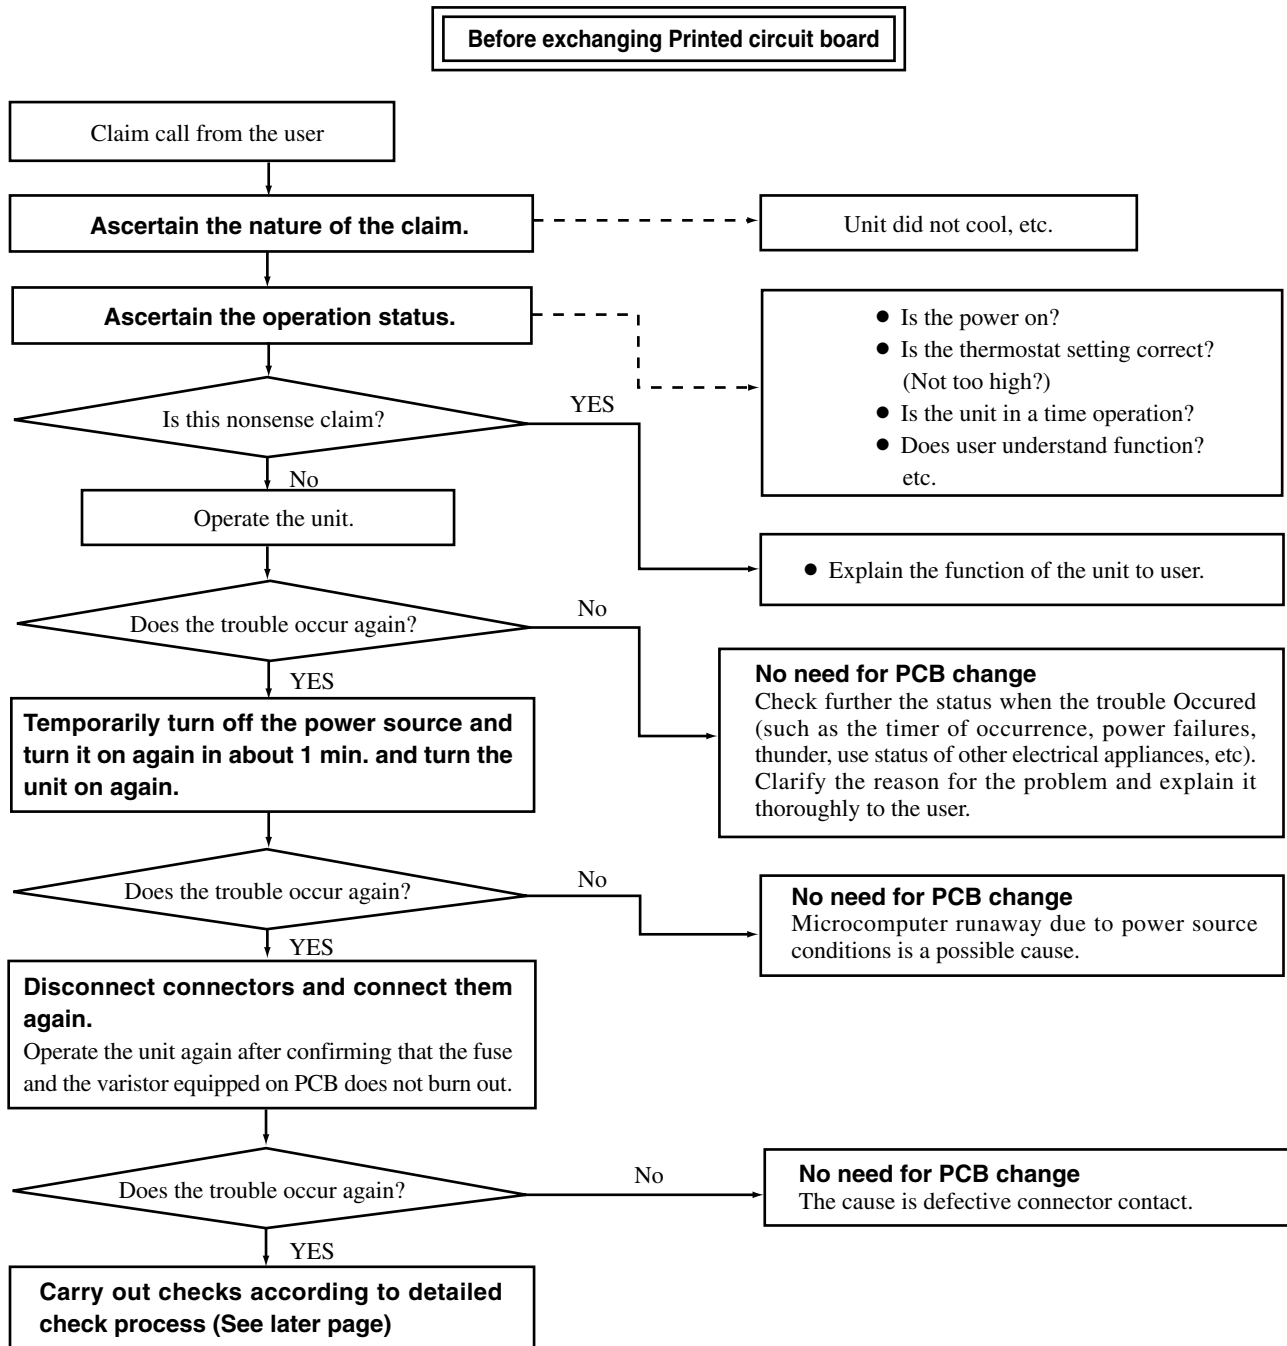 Before exchanging Printed circuit board
Claim call from the user
Ascertain the nature of the claim.
Unit did not cool, etc.
Ascertain the operation status.
● Is the power on?
● Is the thermostat setting correct?
(Not too high?)
● Is the unit in a time operation?
● Does user understand function?
etc.
Is this nonsense claim?
YES
No
Operate the unit.
● Explain the function of the unit to user.
Does the trouble occur again?
No
YES
No need for PCB change
Check further the status when the trouble Occured
(such as the timer of occurrence, power failures,
thunder, use status of other electrical appliances, etc).
Clarify the reason for the problem and explain it
thoroughly to the user.
Temporarily turn off the power source and
turn it on again in about 1 min. and turn the
unit on again.
Does the trouble occur again?
No
YES
No need for PCB change
Microcomputer runaway due to power source
conditions is a possible cause.
Disconnect connectors and connect them
again.
Operate the unit again after confirming that the fuse
and the varistor equipped on PCB does not burn out.
Does the trouble occur again?
No
YES
No need for PCB change
The cause is defective connector contact.
Carry out checks according to detailed
check process (See later page)